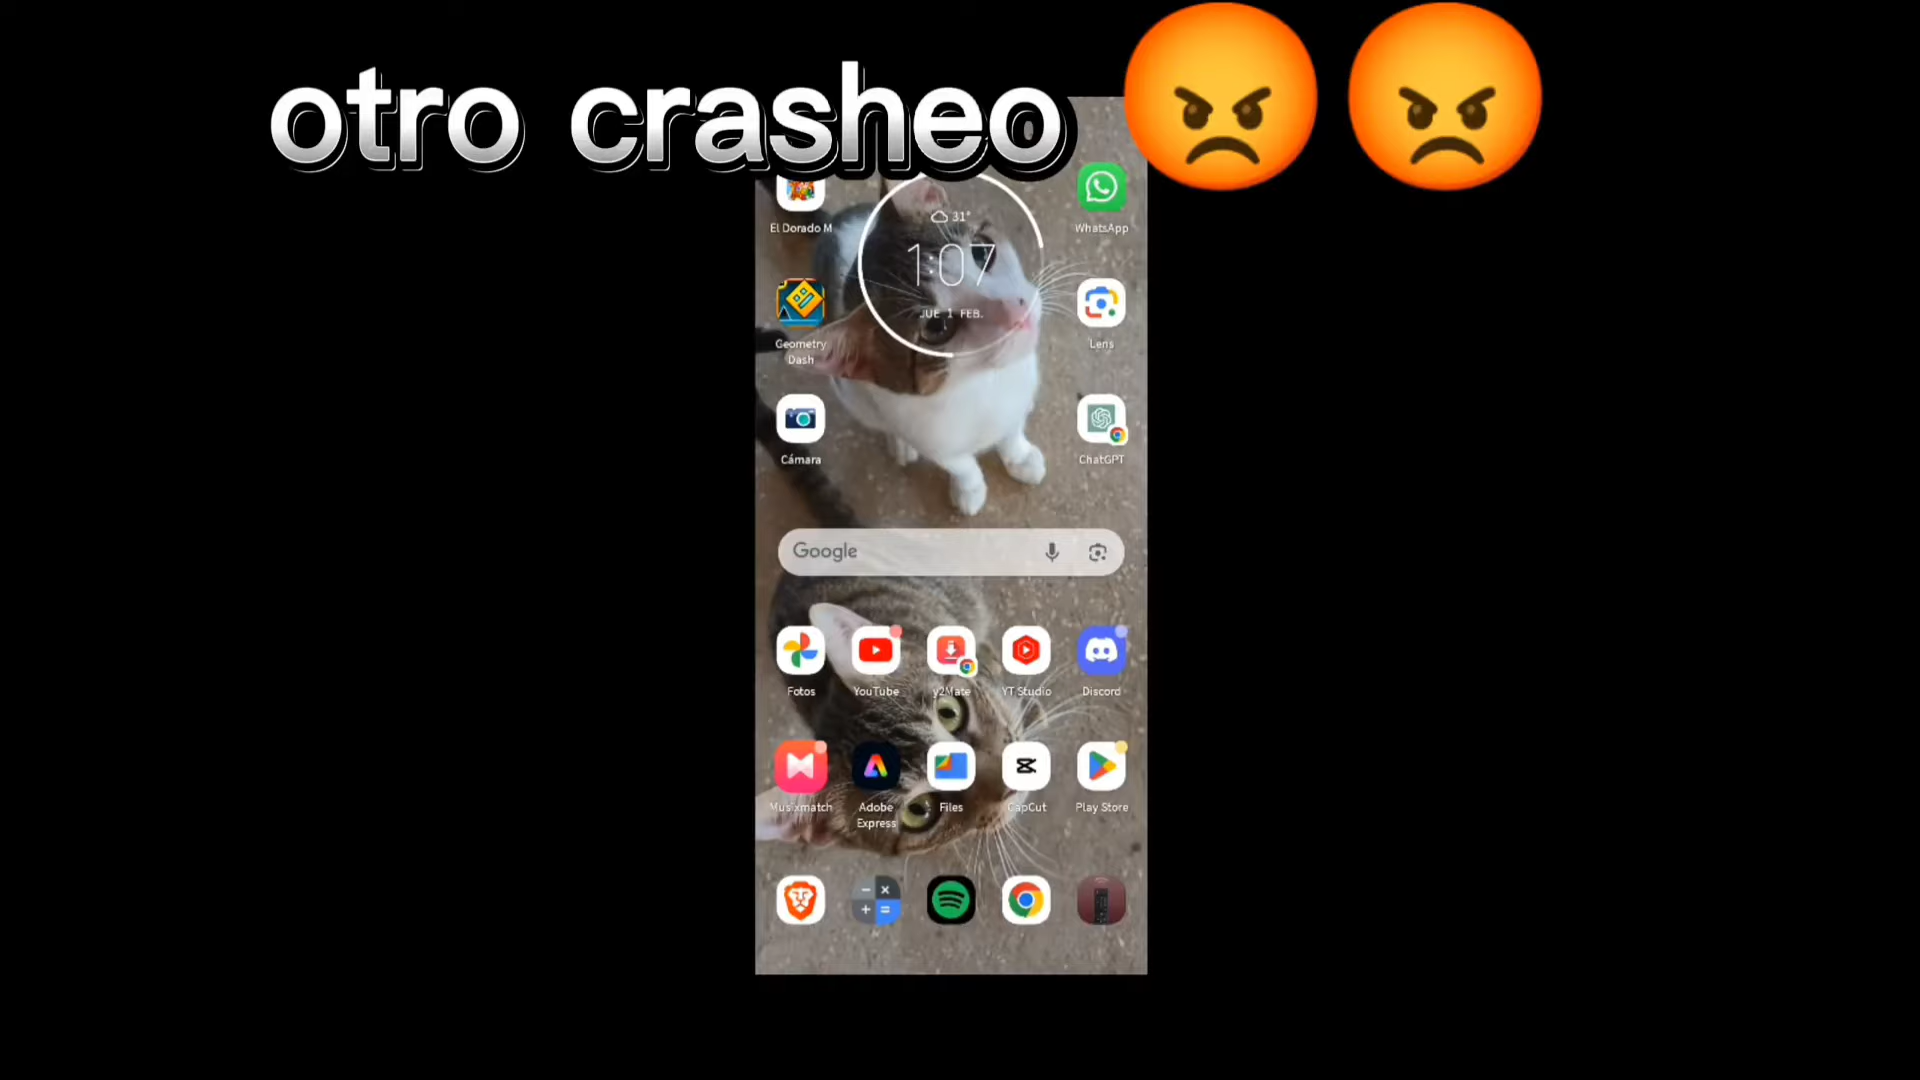 otro crasheo 😡😡
El Dorado M
WhatsApp
31°
1:07
JUE 1 FEB.
Geometry
Dash
Lens
Cámara
ChatGPT
Google
Fotos
YouTube
y2Mate
YT Studio
Discord
Musixmatch
Adobe
Express
Files
CapCut
Play Store